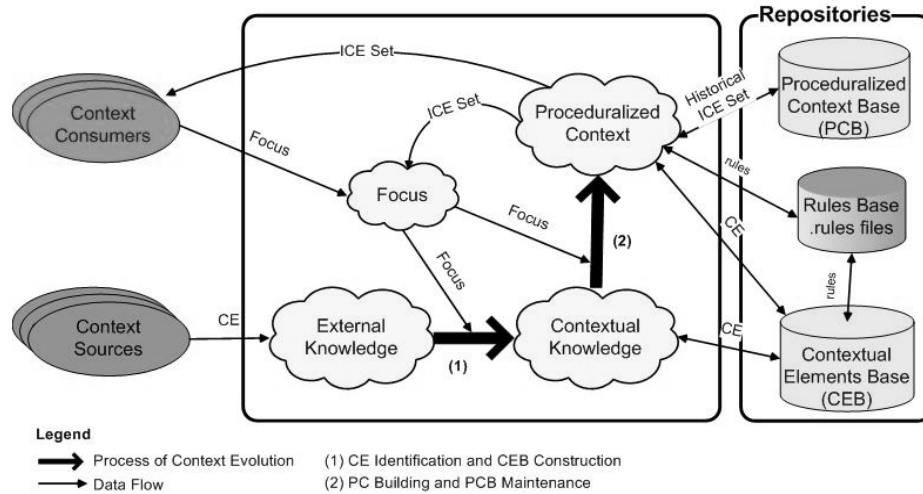 Repositories
ICE Set
Context
Consumers
Focus
ICE Set
Proceduralized
Context
Historical
ICE Set
Proceduralized
Context Base
(PCB)
rules
Focus
Focus
(2)
Rules Base
.rules files
Focus
CE
rules
Context
Sources
CE
External
Knowledge
(1)
Contextual
Knowledge
CE
Contextual
Elements Base
(CEB)
Legend
Process of Context Evolution
(1) CE Identification and CEB Construction
Data Flow
(2) PC Building and PCB Maintenance